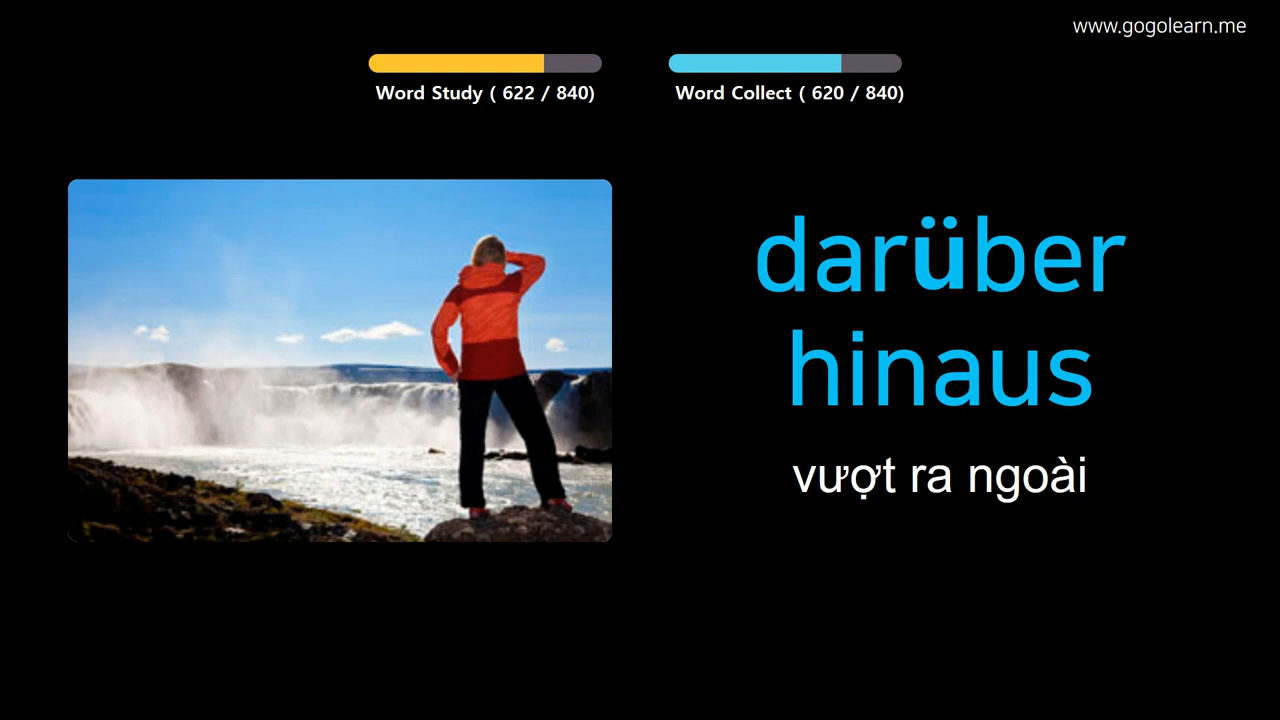 www.gogolearn.me
Word Study ( 622 / 840)
Word Collect ( 620 / 840)
darüber
hinaus
vượt ra ngoài